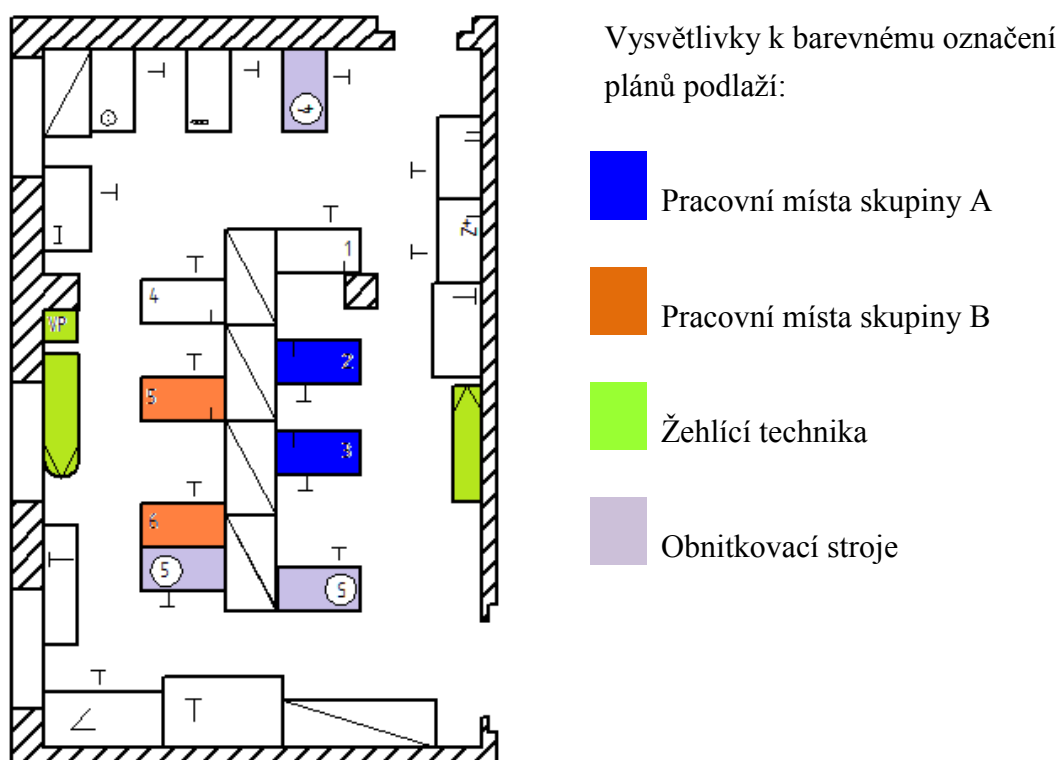 Vysvětlivky k barevnému označení
plánů podlaží:
Pracovní místa skupiny A
Pracovní místa skupiny B
Žehlící technika
Obnitkovací stroje
1
Z+
4
VP
2
5
3
6
5
5